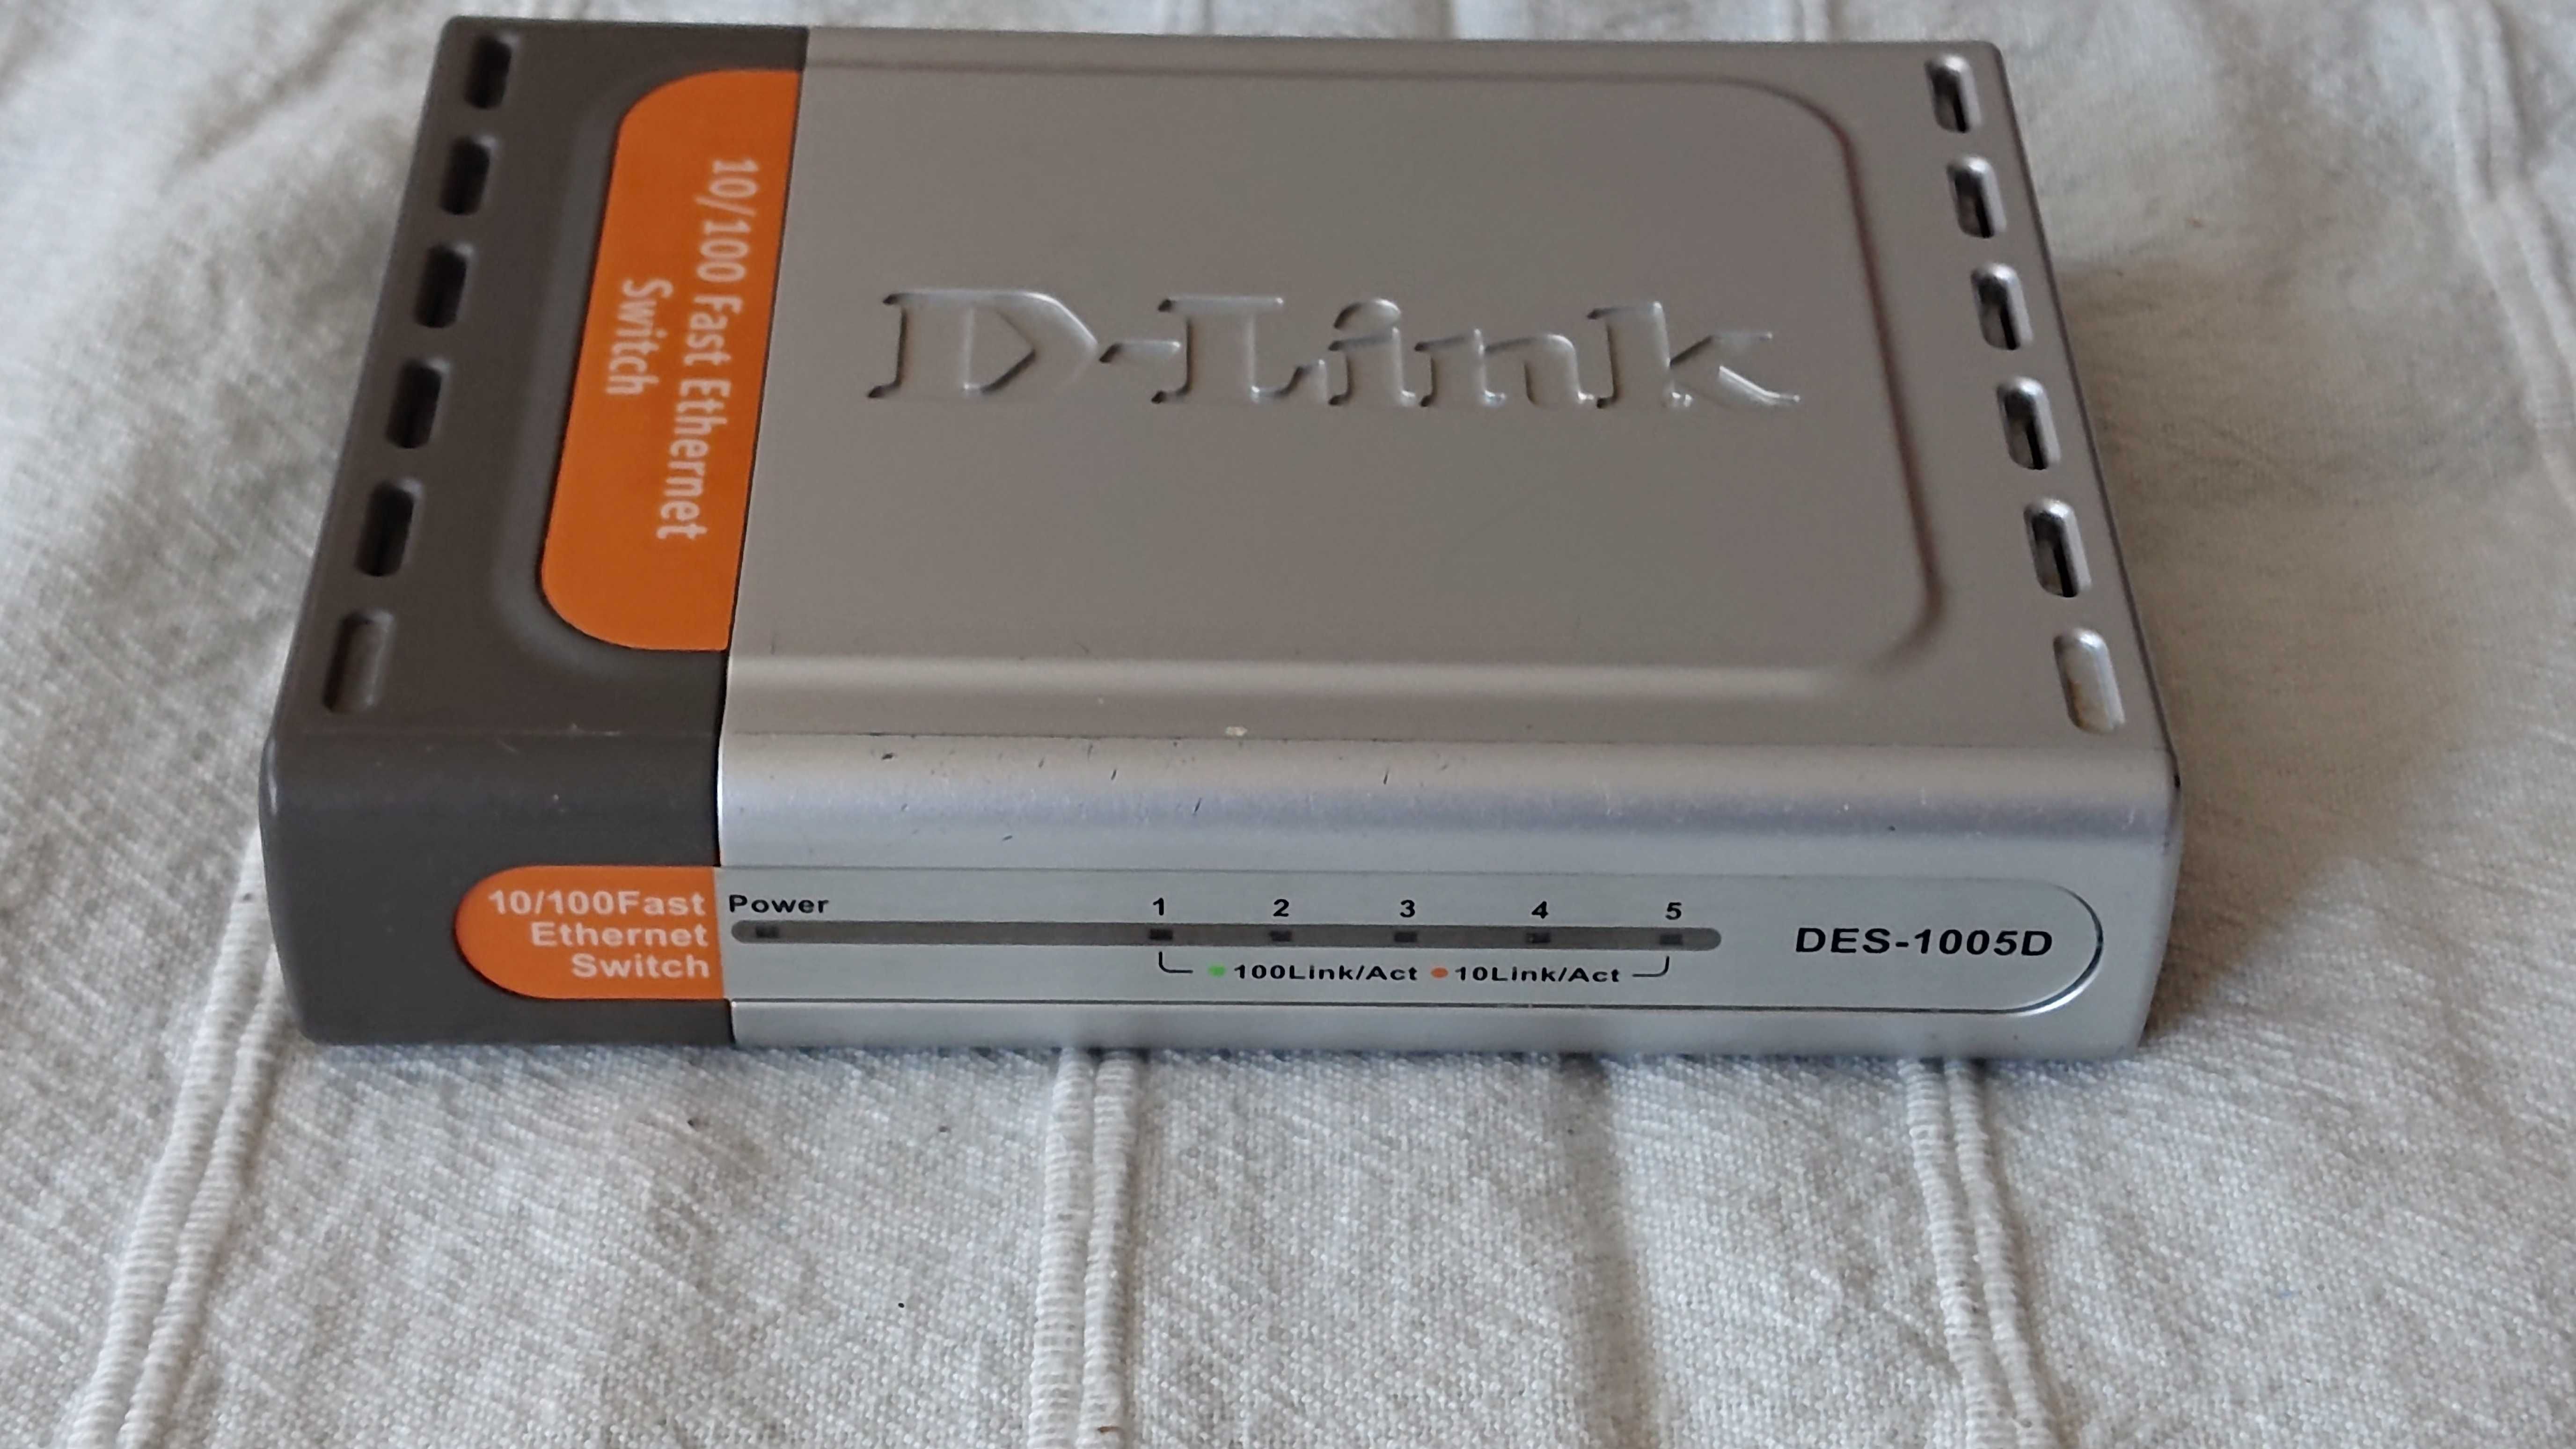 10/100 Fast Ethernet
Switch
D-Link
10/100Fast
Ethernet
Switch
Power
1 2 3 4 5
100Link/Act 10Link/Act
DES-1005D